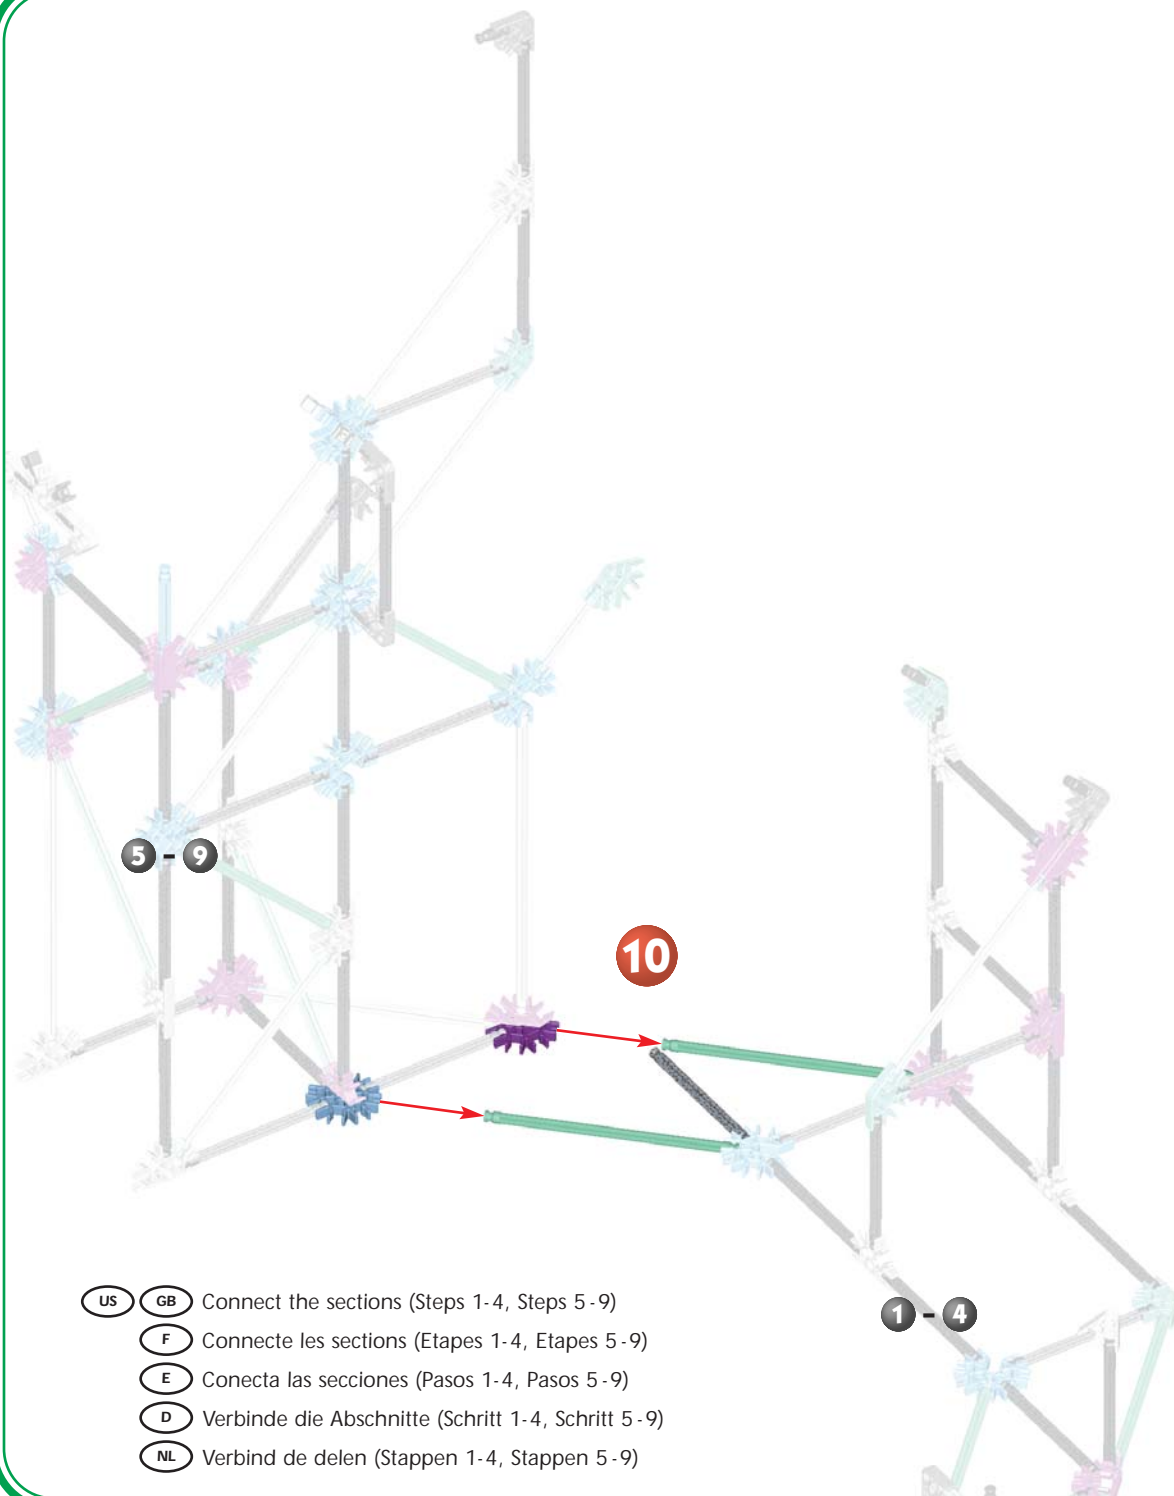 5 - 9
10
US GB Connect the sections (Steps 1-4, Steps 5-9)
1 - 4
F Connecte les sections (Etapes 1-4, Etapes 5-9)
E Conecta las secciones (Pasos 1-4, Pasos 5-9)
D Verbinde die Abschnitte (Schritt 1-4, Schritt 5-9)
NL Verbind de delen (Stappen 1-4, Stappen 5-9)